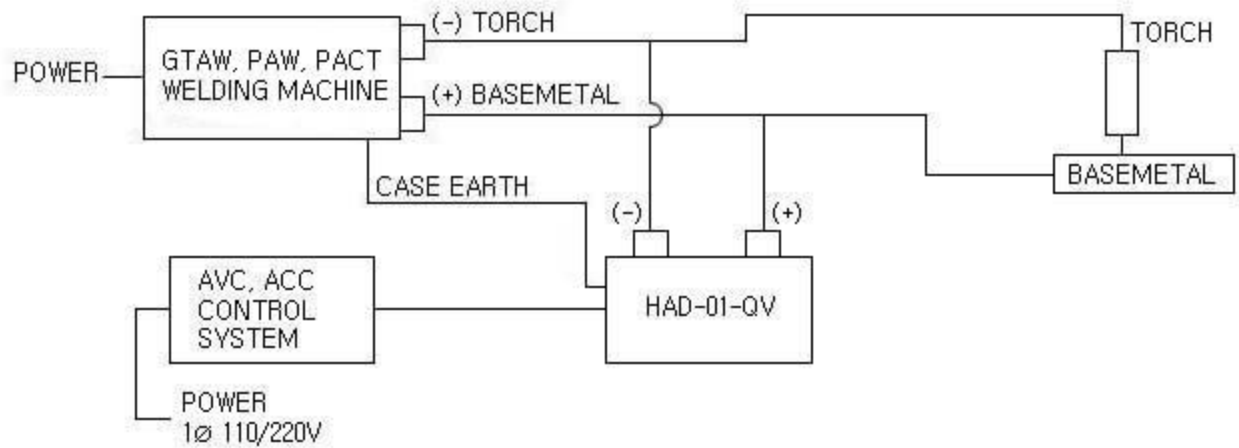 (-) TORCH
TORCH
GTAW, PAW, PACT
WELDING MACHINE
POWER
(+) BASEMETAL
BASEMETAL
CASE EARTH
(-)
(+)
AVC, ACC
CONTROL
SYSTEM
HAD-01-QV
POWER
1Ø 110/220V